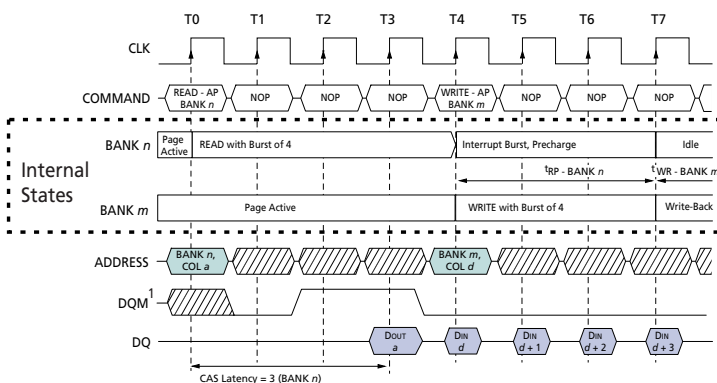 T0 T1 T2 T3 T4 T5 T6 T7
CLK
COMMAND
READ - AP
BANK n
NOP
NOP
NOP
WRITE - AP
BANK m
NOP
NOP
NOP
Internal
States
BANK n
Page
Active
READ with Burst of 4
Interrupt Burst, Precharge
Idle
tRP - BANK n
tWR - BANK m
BANK m
Page Active
WRITE with Burst of 4
Write-Back
ADDRESS
BANK n,
COL a
BANK m,
COL d
DQM1
DQ
DOUT
a
DIN
d
DIN
d + 1
DIN
d + 2
DIN
d + 3
CAS Latency = 3 (BANK n)